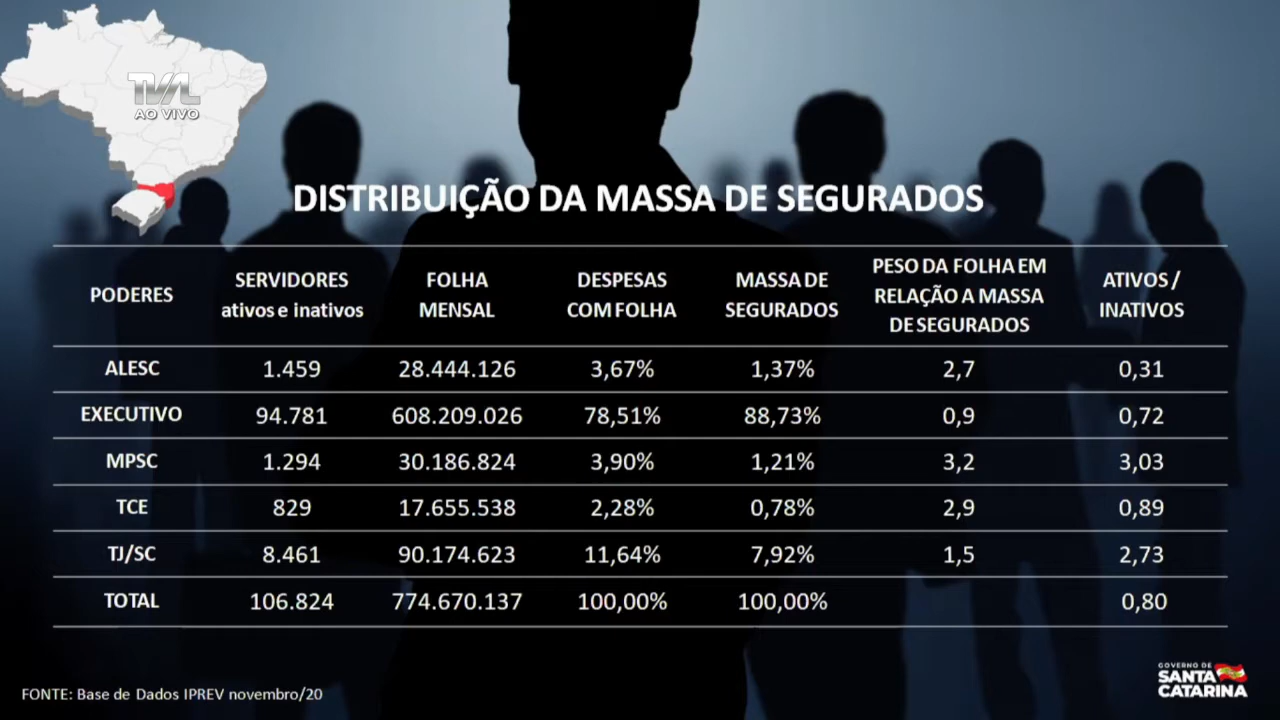 TVAL
AO VIVO
DISTRIBUIÇÃO DA MASSA DE SEGURADOS
PODERES SERVIDORES ativos e inativos FOLHA MENSAL DESPESAS COM FOLHA MASSA DE SEGURADOS PESO DA FOLHA EM RELAÇÃO A MASSA DE SEGURADOS ATIVOS / INATIVOS
ALESC 1.459 28.444.126 3,67% 1,37% 2,7 0,31
EXECUTIVO 94.781 608.209.026 78,51% 88,73% 0,9 0,72
MPSC 1.294 30.186.824 3,90% 1,21% 3,2 3,03
TCE 829 17.655.538 2,28% 0,78% 2,9 0,89
TJ/SC 8.461 90.174.623 11,64% 7,92% 1,5 2,73
TOTAL 106.824 774.670.137 100,00% 100,00% 0,80
FONTE: Base de Dados IPREV novembro/20
GOVERNO DE
SANTA
CATARINA